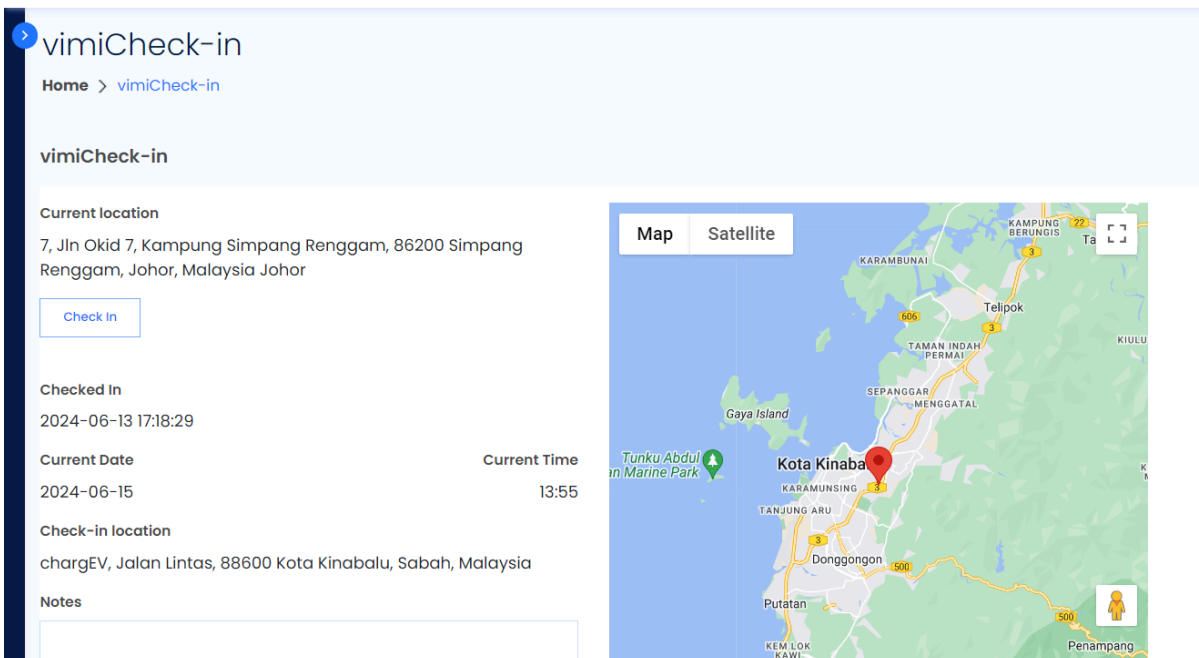 vimiCheck-in
Home > vimiCheck-in
vimiCheck-in
Current location
7, Jln Okid 7, Kampung Simpang Renggam, 86200 Simpang
Renggam, Johor, Malaysia Johor
Check In
Checked In
2024-06-13 17:18:29
Current Date
Current Time
2024-06-15
13:55
Check-in location
chargEV, Jalan Lintas, 88600 Kota Kinabalu, Sabah, Malaysia
Notes
Map
Satellite
KAMPUNG
BERUNGIS
22
Ta
3
KARAMBUNAI
Telipok
606
3
TAMAN INDAH
PERMAI
KIULU
SEPANGGAR
MENGGATAL
Gaya Island
Tunku Abdul
an Marine Park
Kota Kinaba
KARAMUNSING
3
TANJUNG ARU
3
Donggongon
500
Putatan
500
KEM LOK
KAWI
Penampang